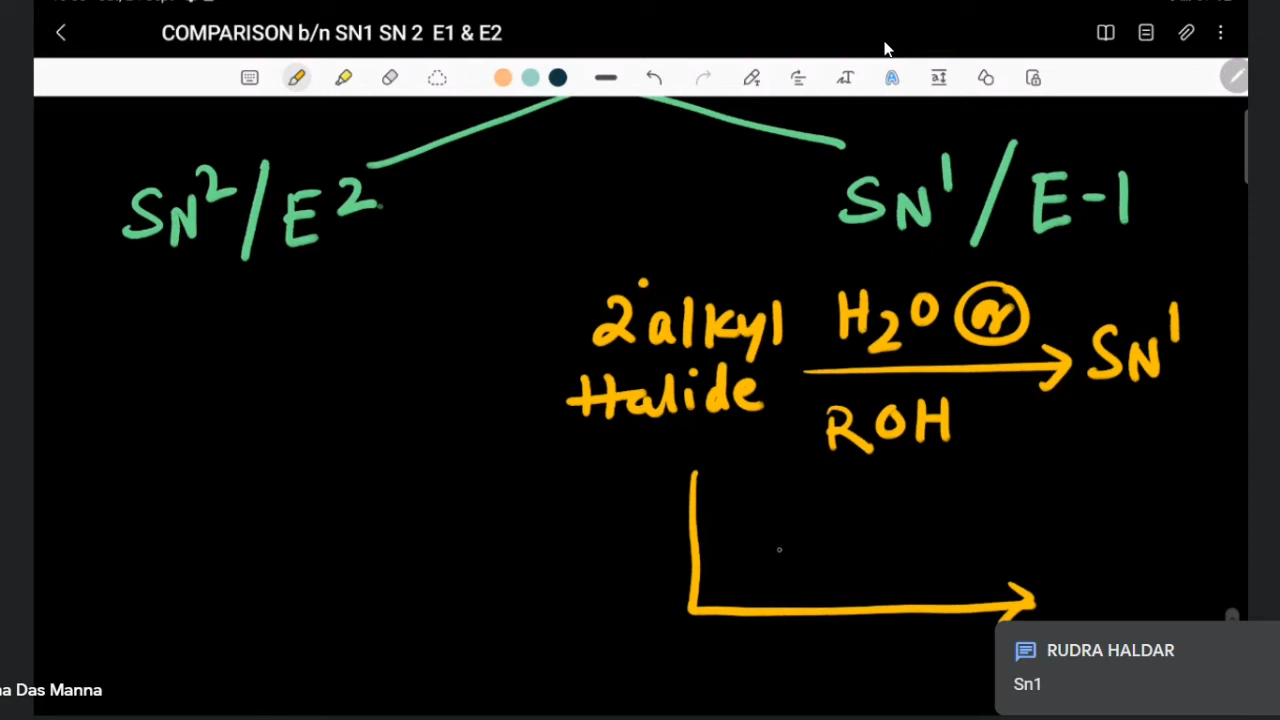 COMPARISON b/n SN1 SN 2 E1 & E2
SN2/E2
SN1/E-1
2° alkyl Halide
H2O or
ROH
SN1
RUDRA HALDAR
Sn1
Das Manna